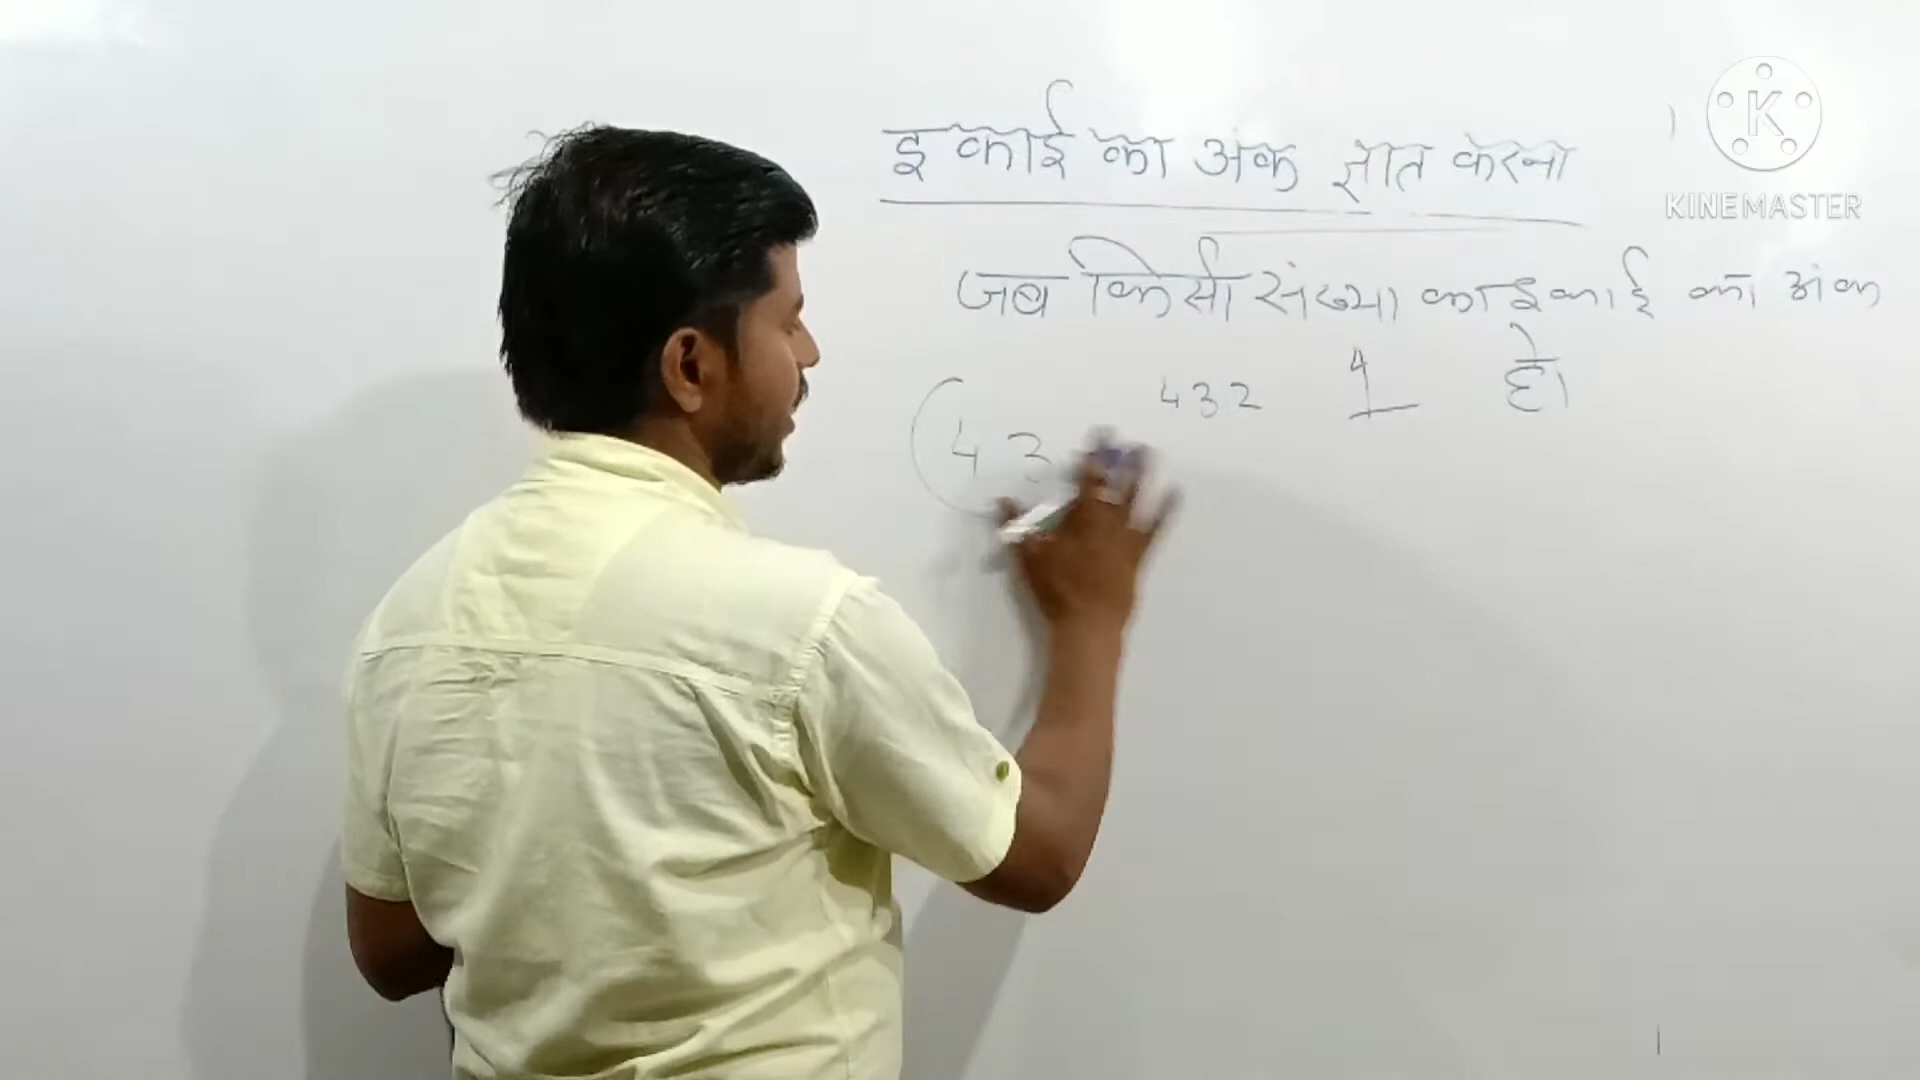 इकाई का अंक ज्ञात करना
जब किसी संख्या का इकाई का अंक
432 4 हो।
(43
K
KINEMASTER